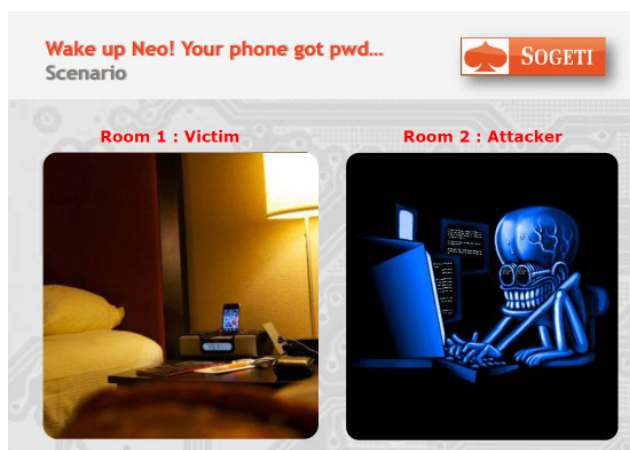 Wake up Neo! Your phone got pwd...
Scenario
SOGETI
Room 1 : Victim
Room 2 : Attacker